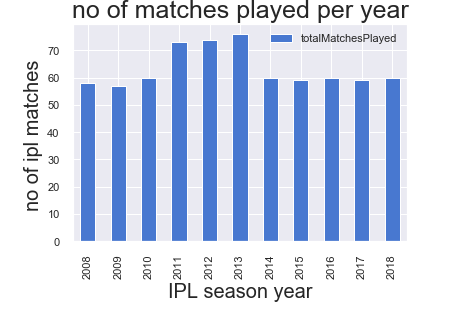 no of matches played per year
totalMatchesPlayed
no of ipl matches
70
60
50
40
30
20
10
0
2008 2009 2010 2011 2012 2013 2014 2015 2016 2017 2018
IPL season year